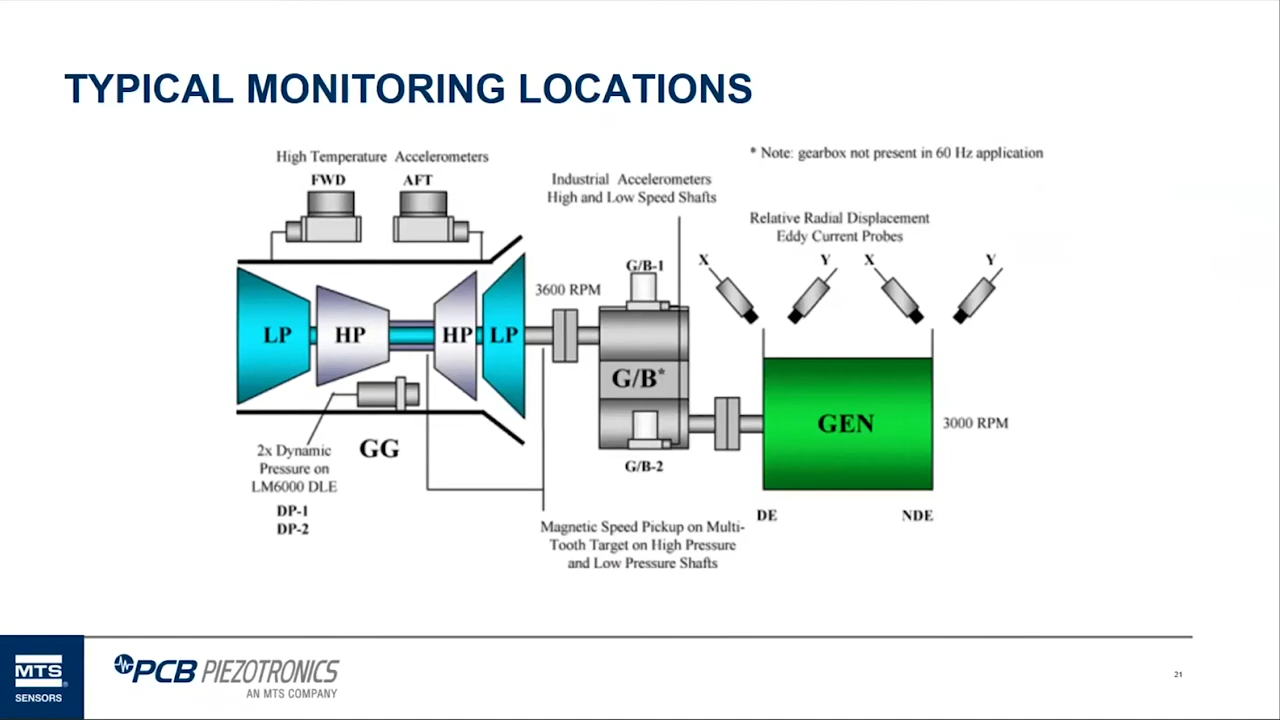 TYPICAL MONITORING LOCATIONS
High Temperature Accelerometers
FWD
AFT
* Note: gearbox not present in 60 Hz application
Industrial Accelerometers
High and Low Speed Shafts
Relative Radial Displacement
Eddy Current Probes
X
Y
X
Y
G/B-1
3600 RPM
LP
HP
HP
LP
G/B*
GEN
3000 RPM
G/B-2
GG
2x Dynamic
Pressure on
LM6000 DLE
DP-1
DP-2
DE
NDE
Magnetic Speed Pickup on Multi-
Tooth Target on High Pressure
and Low Pressure Shafts
MTS
®
SENSORS
PCB PIEZOTRONICS
AN MTS COMPANY
21